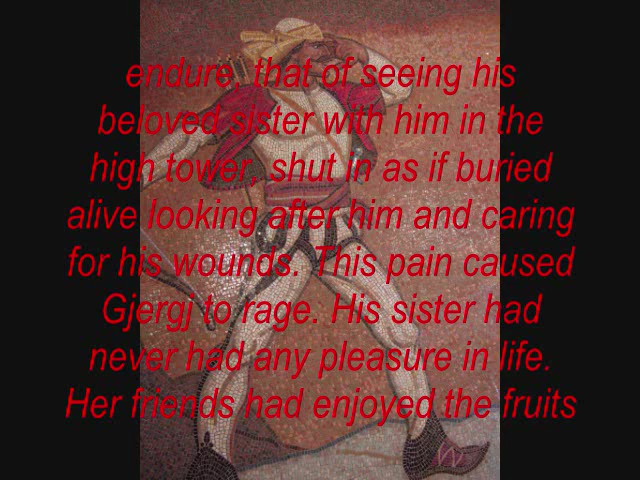 endure, that of seeing his
beloved sister with him in the
high tower, shut in as if buried
alive looking after him and caring
for his wounds. This pain caused
Gjergj to rage. His sister had
never had any pleasure in life.
Her friends had enjoyed the fruits